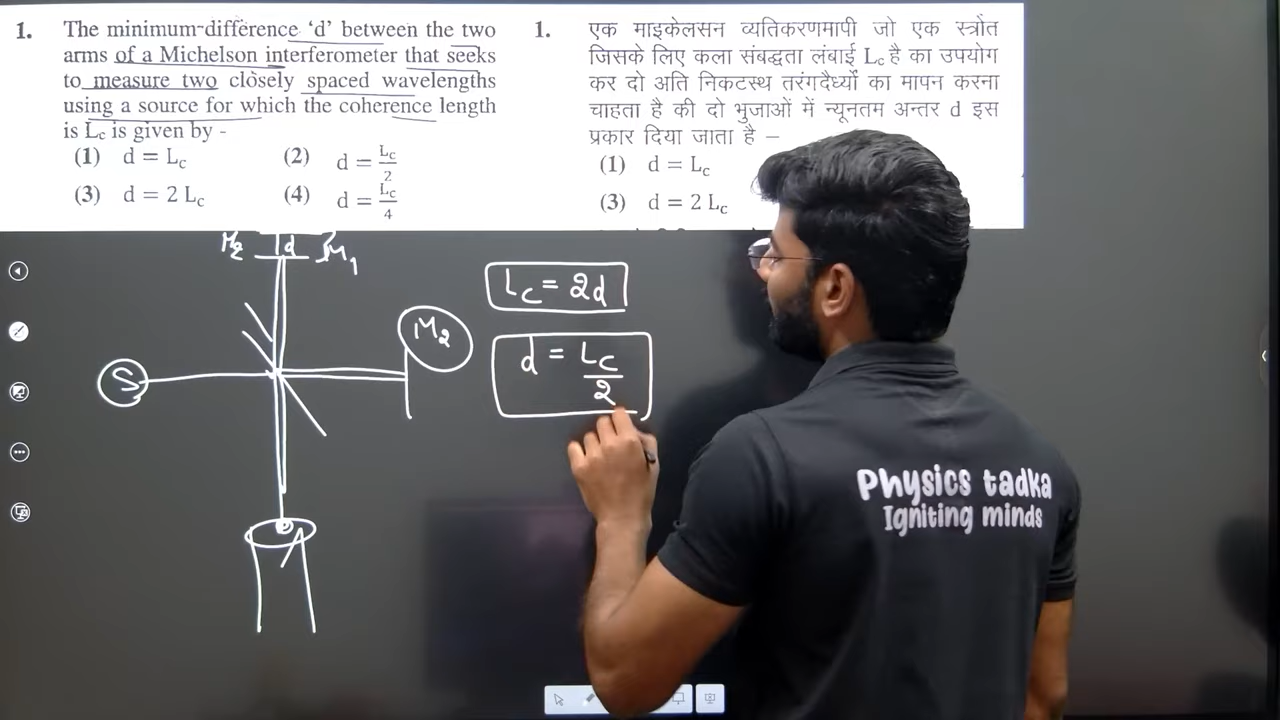 1. The minimum-difference 'd' between the two
arms of a Michelson interferometer that seeks
to measure two closely spaced wavelengths
using a source for which the coherence length
is Lc is given by -
(1) d = Lc (2) d = Lc/2
(3) d = 2 Lc (4) d = Lc/4
1. एक माइकेलसन व्यतिकरणमापी जो एक स्त्रोत
जिसके लिए कला संबद्धता लंबाई Lc है का उपयोग
कर दो अति निकटस्थ तरंगदैर्ध्यों का मापन करना
चाहता है की दो भुजाओं में न्यूनतम अन्तर d इस
प्रकार दिया जाता है –
(1) d = Lc
(3) d = 2 Lc
M2 d M1
S
M2
Lc = 2d
d = Lc/2
Physics tadka
Igniting minds